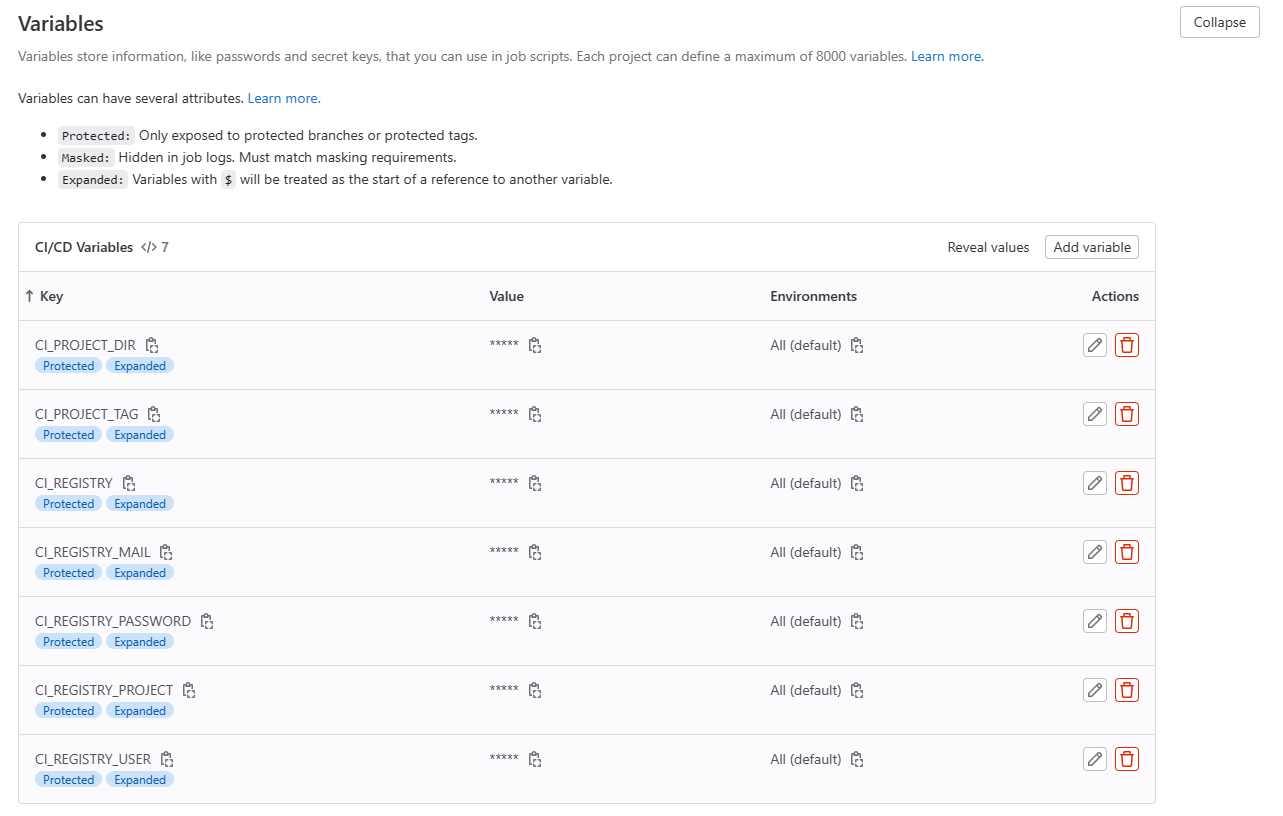 Variables
Collapse
Variables store information, like passwords and secret keys, that you can use in job scripts. Each project can define a maximum of 8000 variables. Learn more.
Variables can have several attributes. Learn more.
• Protected: Only exposed to protected branches or protected tags.
• Masked: Hidden in job logs. Must match masking requirements.
• Expanded: Variables with $ will be treated as the start of a reference to another variable.
CI/CD Variables </> 7 Reveal values Add variable
↑ Key Value Environments Actions
CI_PROJECT_DIR ***** All (default)
Protected Expanded
CI_PROJECT_TAG ***** All (default)
Protected Expanded
CI_REGISTRY ***** All (default)
Protected Expanded
CI_REGISTRY_MAIL ***** All (default)
Protected Expanded
CI_REGISTRY_PASSWORD ***** All (default)
Protected Expanded
CI_REGISTRY_PROJECT ***** All (default)
Protected Expanded
CI_REGISTRY_USER ***** All (default)
Protected Expanded